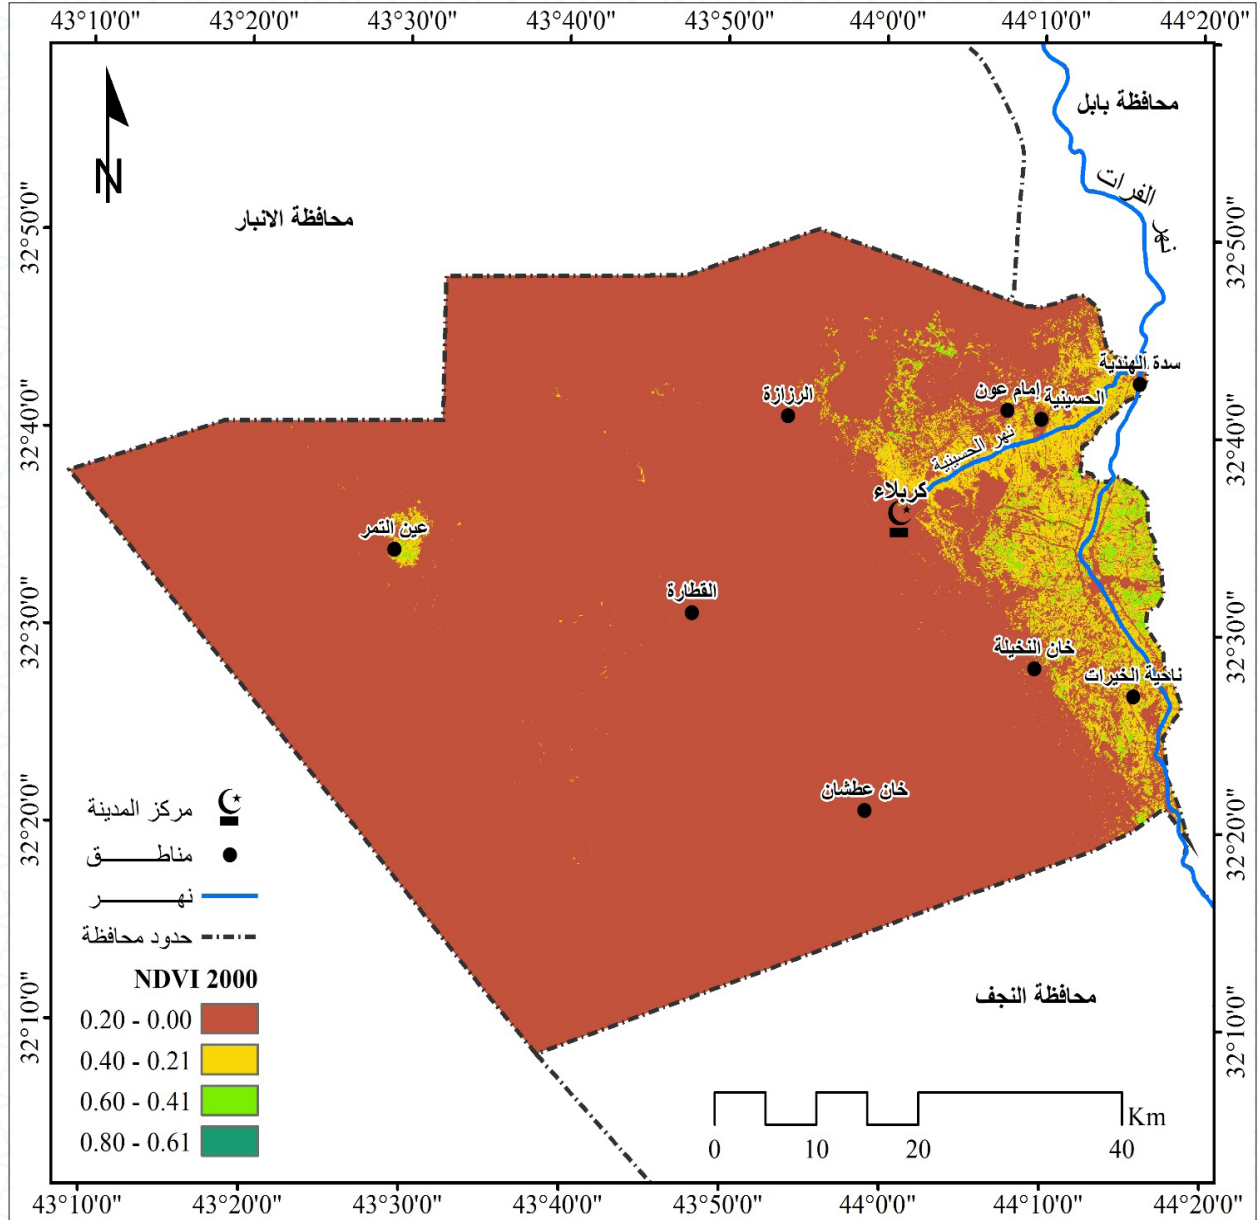 43°10'0" 43°20'0" 43°30'0" 43°40'0" 43°50'0" 44°0'0" 44°10'0" 44°20'0"
محافظة بابل
نهر الفرات
محافظة الانبار
32°50'0" 32°50'0"
سدة الهندية
إمام عون
الحسينية
الرزازة
32°40'0" 32°40'0"
نهر الحسينية
كربلاء
عين التمر
القطارة
32°30'0" 32°30'0"
خان النخيلة
ناحية الخيرات
خان عطشان
32°20'0" 32°20'0"
32°10'0" 32°10'0"
محافظة النجف
N
مركز المدينة
مناطـــــق
نهـــــــر
حدود محافظة
NDVI 2000
0.20 - 0.00
0.40 - 0.21
0.60 - 0.41
0.80 - 0.61
Km
0 10 20 40
43°10'0" 43°20'0" 43°30'0" 43°40'0" 43°50'0" 44°0'0" 44°10'0" 44°20'0"